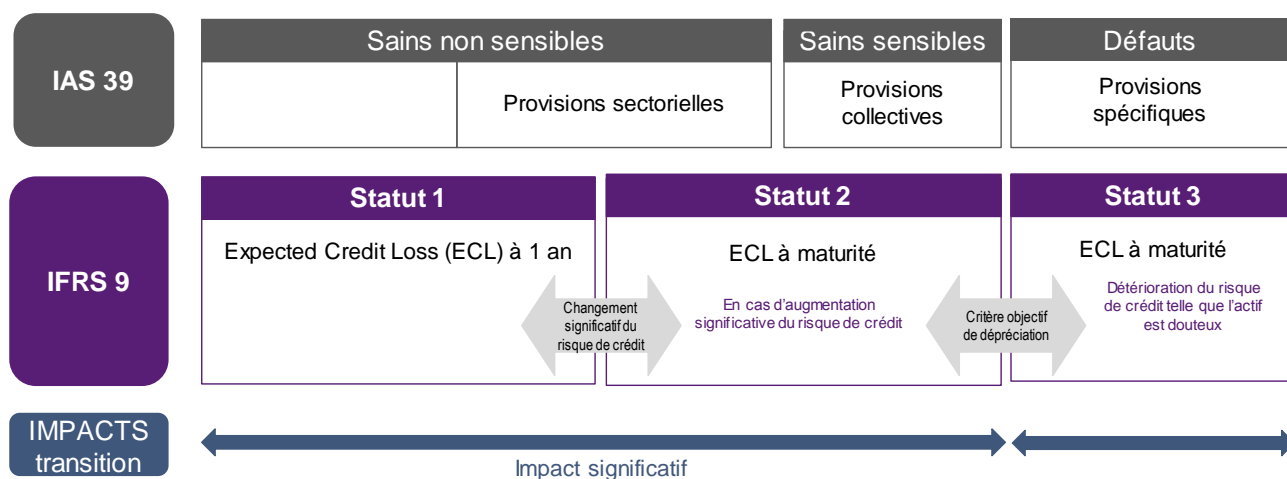 IAS 39
Sains non sensibles
Sains sensibles
Défauts
Provisions sectorielles
Provisions
collectives
Provisions
spécifiques
IFRS 9
Statut 1
Statut 2
Statut 3
Expected Credit Loss (ECL) à 1 an
ECL à maturité
ECL à maturité
Changement
significatif du
risque de crédit
En cas d'augmentation
significative du risque de crédit
Critère objectif
de dépréciation
Détérioration du risque
de crédit telle que l'actif
est douteux
IMPACTS
transition
Impact significatif